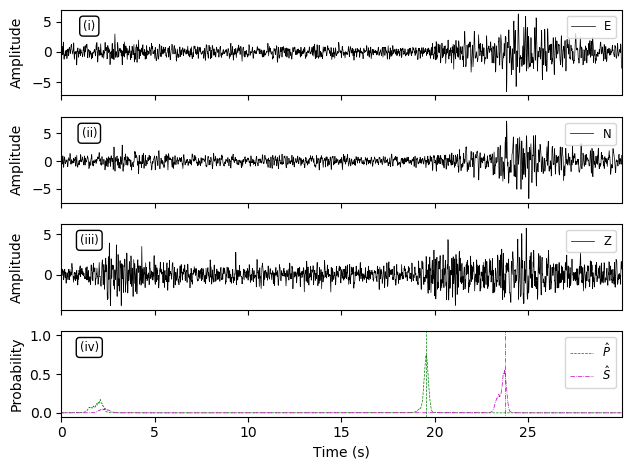 (i)
E
Amplitude
5
0
−5
(ii)
N
Amplitude
5
0
−5
(iii)
Z
Amplitude
5
0
(iv)
P̂
Ŝ
Probability
1.0
0.5
0.0
0 5 10 15 20 25
Time (s)